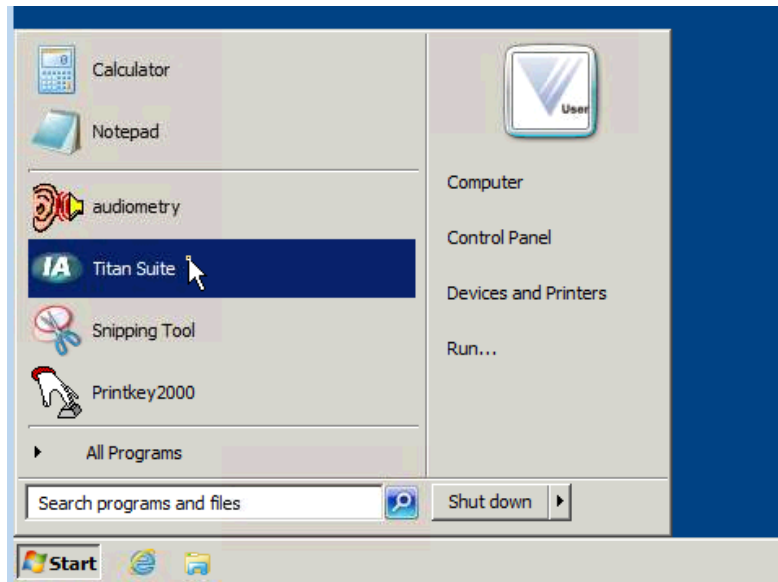 Calculator
Notepad
audiometry
IA Titan Suite
Snipping Tool
Printkey2000
All Programs
Search programs and files
User
Computer
Control Panel
Devices and Printers
Run...
Shut down
Start